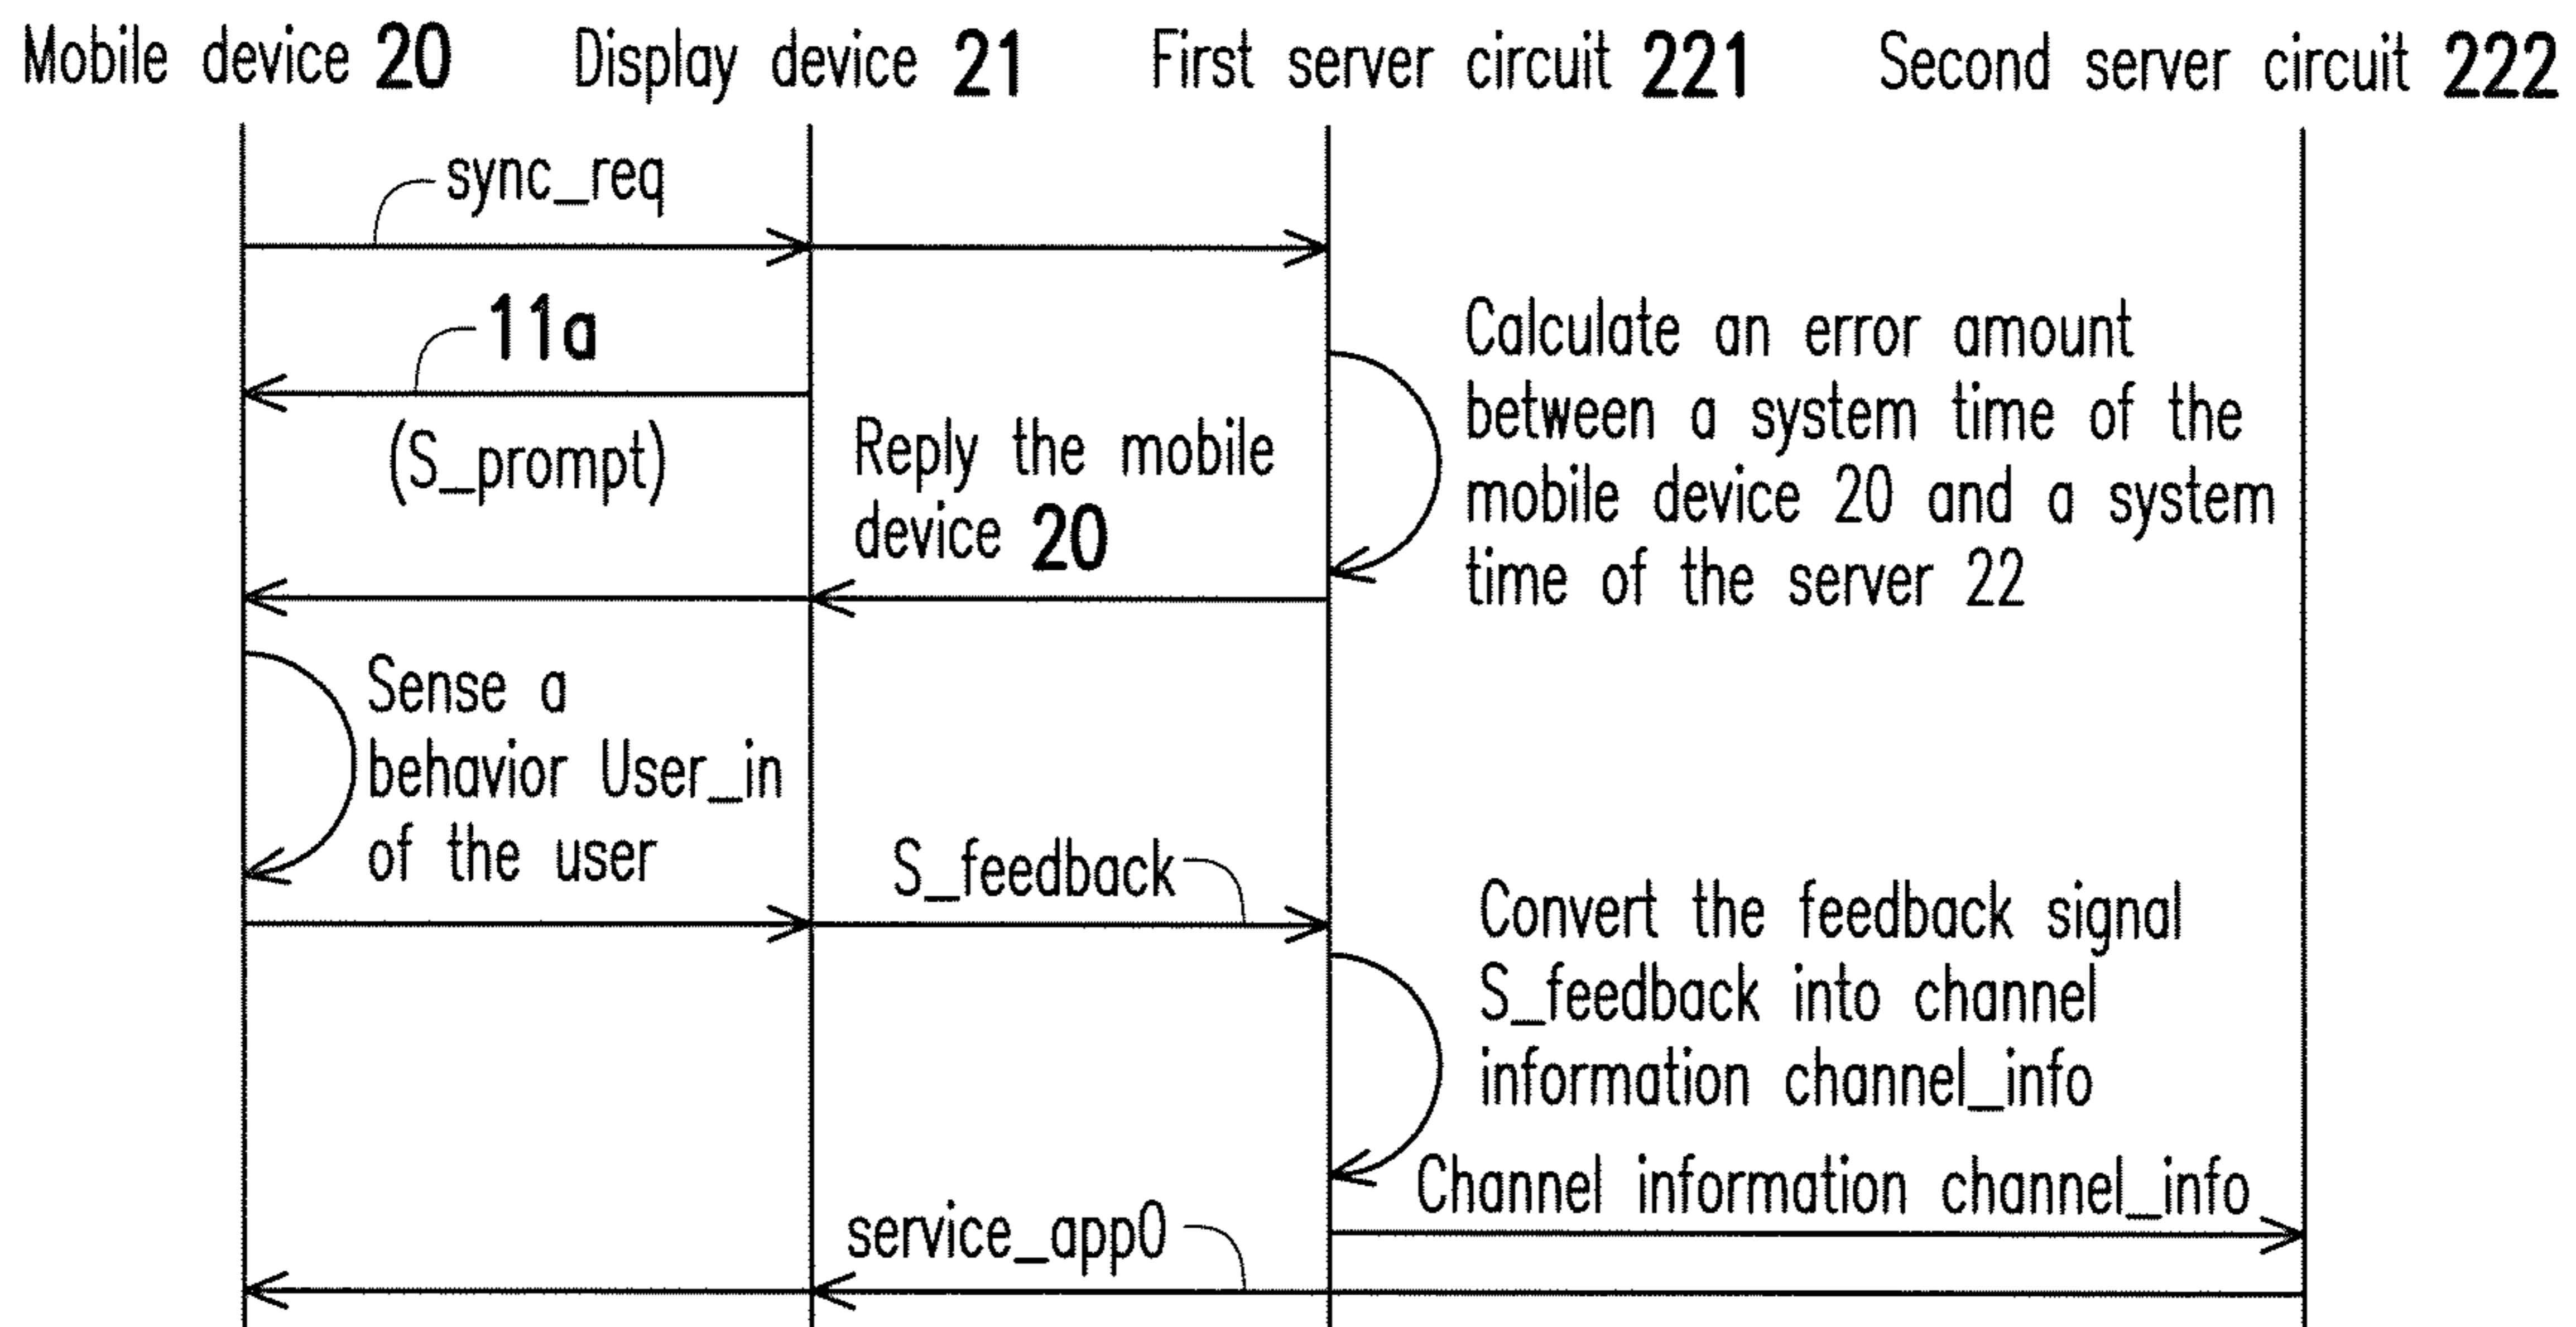 Mobile device 20 Display device 21 First server circuit 221 Second server circuit 222
sync_req
11a
(S_prompt)
Calculate an error amount
between a system time of the
mobile device 20 and a system
time of the server 22
Reply the mobile
device 20
Sense a
behavior User_in
of the user
S_feedback
Convert the feedback signal
S_feedback into channel
information channel_info
Channel information channel_info
service_app0